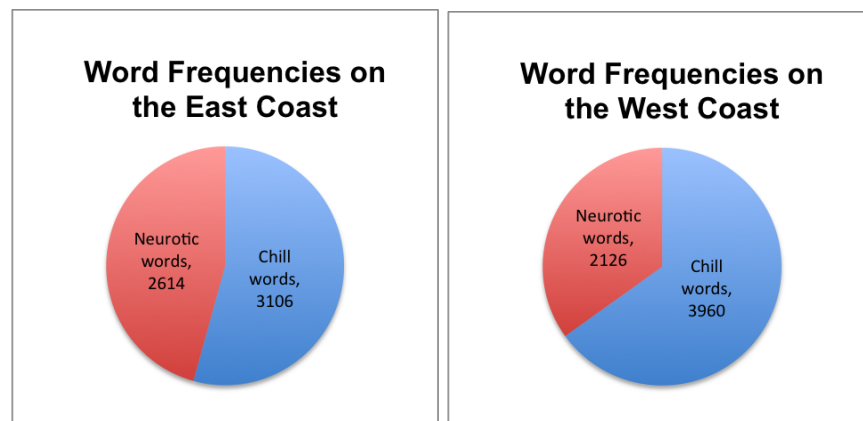 Word Frequencies on
the East Coast
Neurotic
words,
2614
Chill
words,
3106
Word Frequencies on
the West Coast
Neurotic
words,
2126
Chill
words,
3960